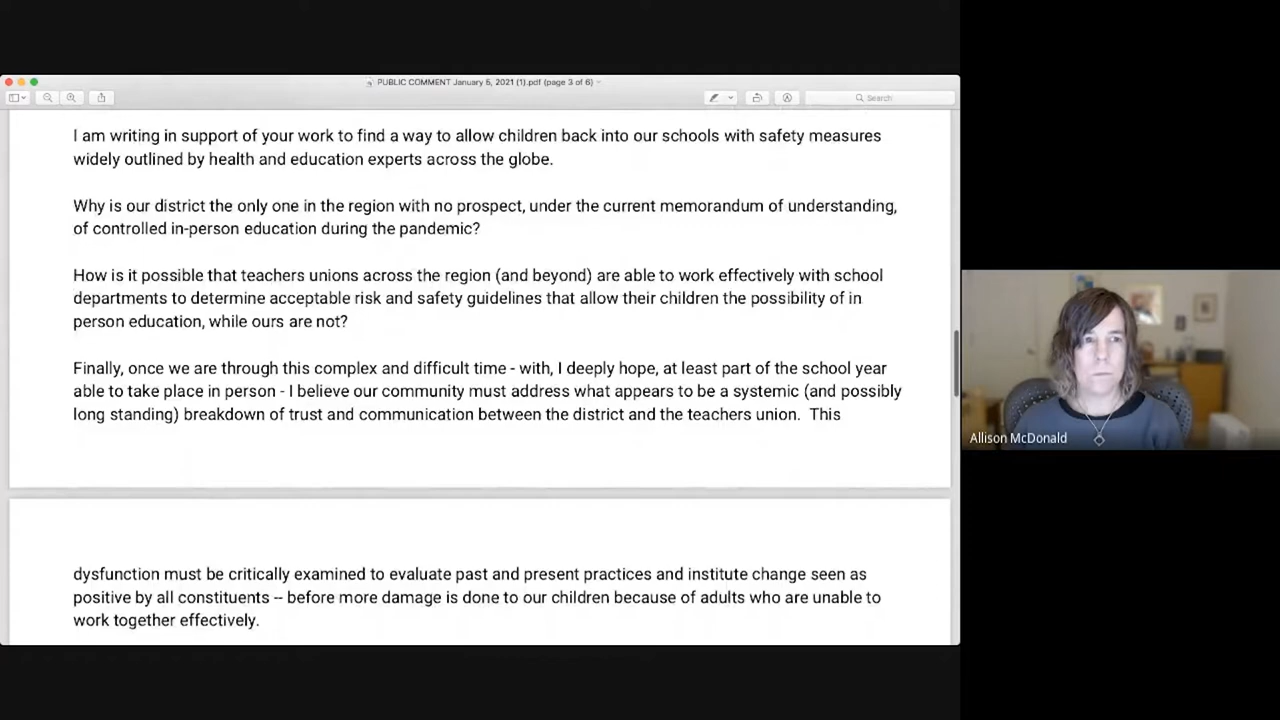 PUBLIC COMMENT January 5, 2021 (1).pdf (page 3 of 6)
Search
I am writing in support of your work to find a way to allow children back into our schools with safety measures
widely outlined by health and education experts across the globe.
Why is our district the only one in the region with no prospect, under the current memorandum of understanding,
of controlled in-person education during the pandemic?
How is it possible that teachers unions across the region (and beyond) are able to work effectively with school
departments to determine acceptable risk and safety guidelines that allow their children the possibility of in
person education, while ours are not?
Finally, once we are through this complex and difficult time - with, I deeply hope, at least part of the school year
able to take place in person - I believe our community must address what appears to be a systemic (and possibly
long standing) breakdown of trust and communication between the district and the teachers union.  This
dysfunction must be critically examined to evaluate past and present practices and institute change seen as
positive by all constituents -- before more damage is done to our children because of adults who are unable to
work together effectively.
Allison McDonald